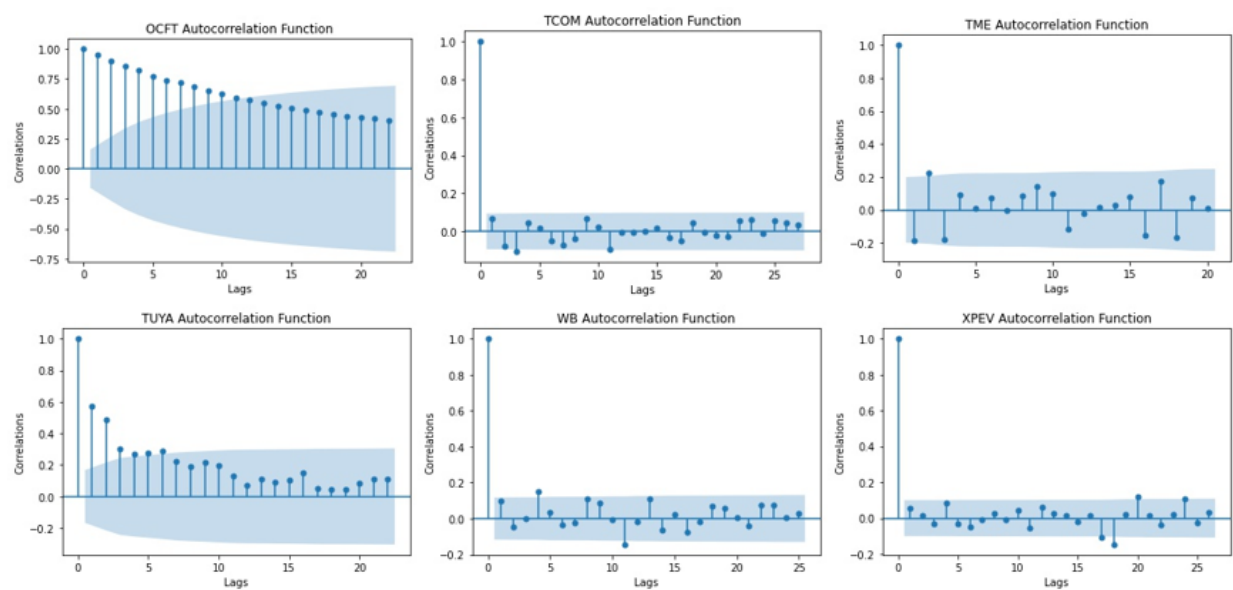 OCFT Autocorrelation Function
1.00
0.75
0.50
0.25
0.00
-0.25
-0.50
-0.75
Correlations
0 5 10 15 20
Lags
TCOM Autocorrelation Function
1.0
0.8
0.6
0.4
0.2
0.0
Correlations
0 5 10 15 20 25
Lags
TME Autocorrelation Function
1.0
0.8
0.6
0.4
0.2
0.0
-0.2
Correlations
0 5 10 15 20
Lags
TUYA Autocorrelation Function
1.0
0.8
0.6
0.4
0.2
0.0
-0.2
Correlations
0 5 10 15 20
Lags
WB Autocorrelation Function
1.0
0.8
0.6
0.4
0.2
0.0
-0.2
Correlations
0 5 10 15 20 25
Lags
XPEV Autocorrelation Function
1.0
0.8
0.6
0.4
0.2
0.0
-0.2
Correlations
0 5 10 15 20 25
Lags